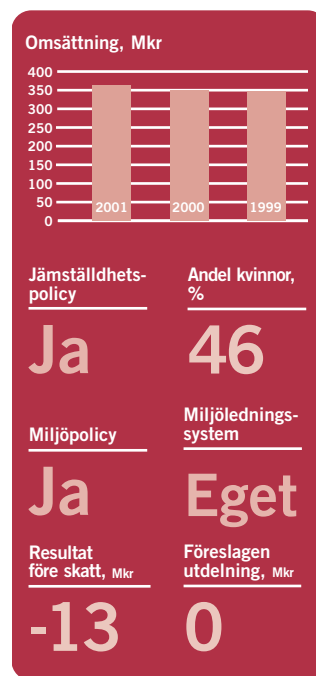 Omsättning, Mkr
400
350
300
250
200
150
100
50
0
2001 2000 1999
Jämställdhets-
policy
Ja
Andel kvinnor,
%
46
Miljöpolicy
Ja
Miljölednings-
system
Eget
Resultat
före skatt, Mkr
-13
Föreslagen
utdelning, Mkr
0